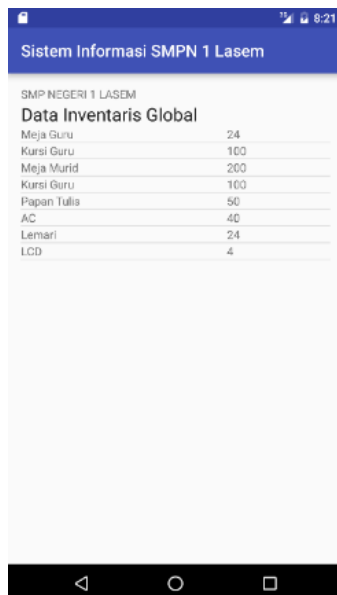 8:21
Sistem Informasi SMPN 1 Lasem
SMP NEGERI 1 LASEM
Data Inventaris Global
Meja Guru 24
Kursi Guru 100
Meja Murid 200
Kursi Guru 100
Papan Tulis 50
AC 40
Lemari 24
LCD 4